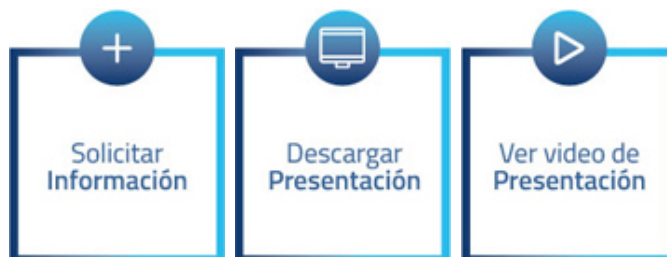 Solicitar
Información
Descargar
Presentación
Ver video de
Presentación